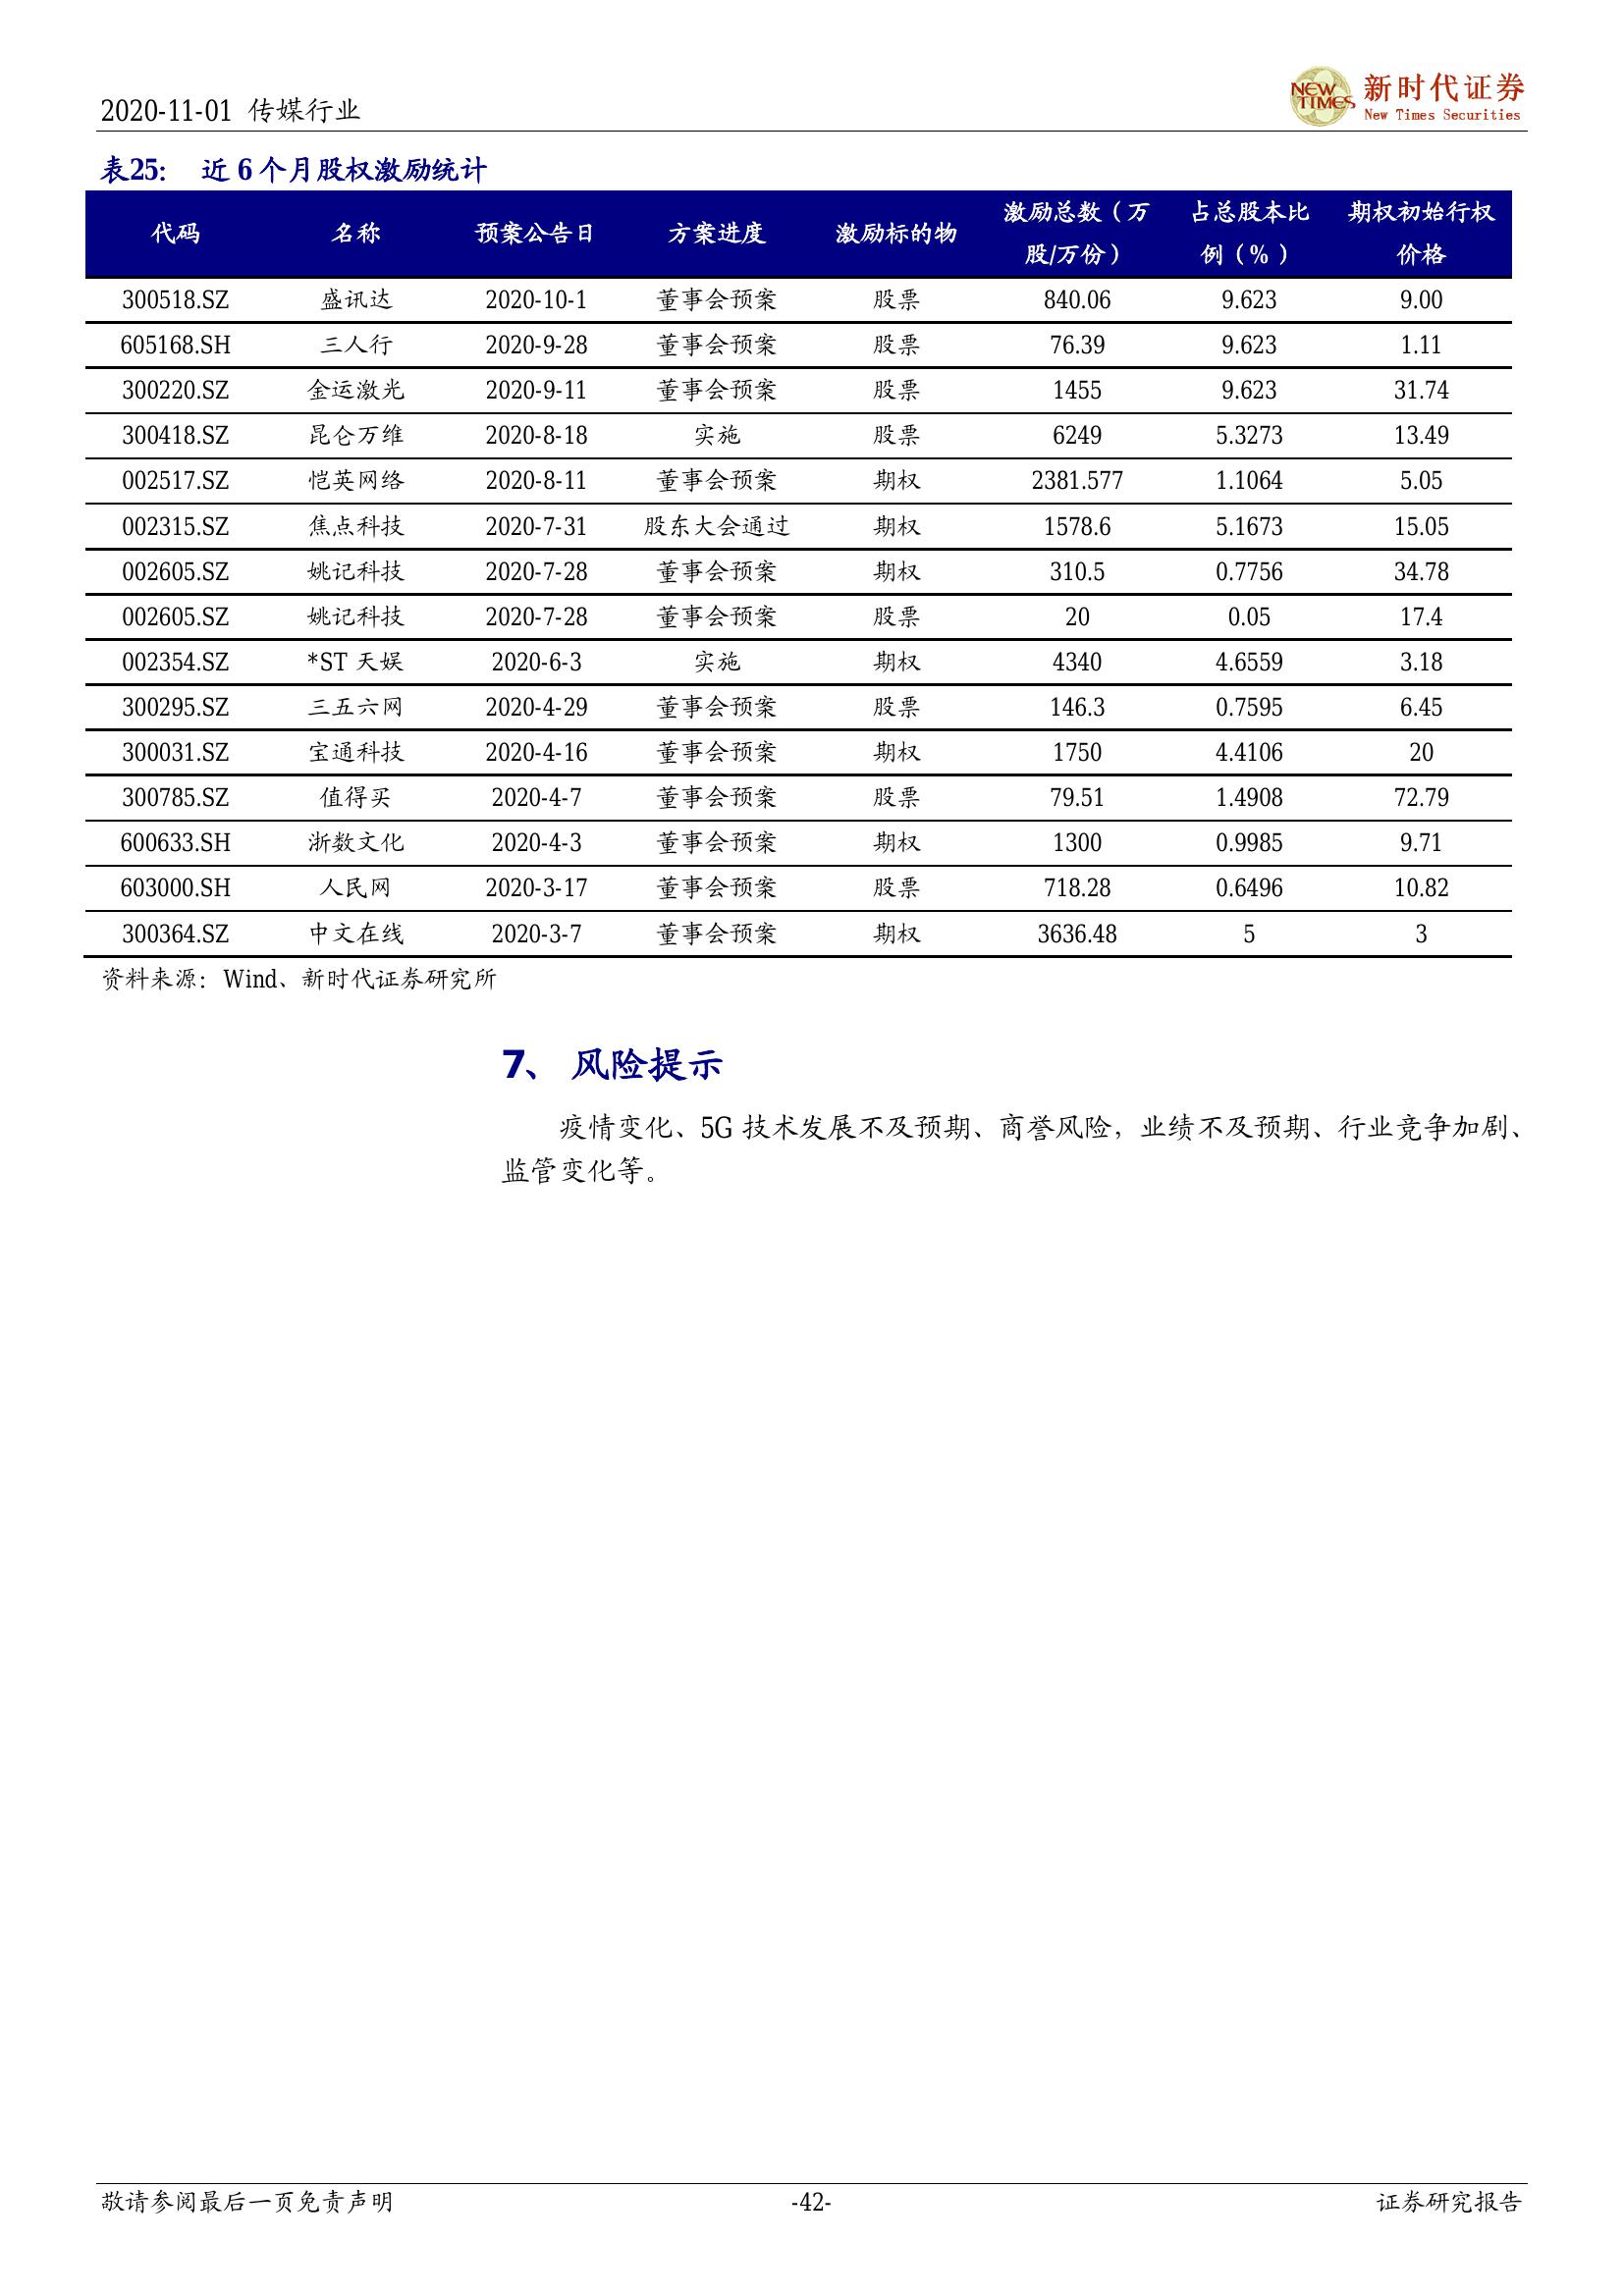 2020-11-01 传媒行业
NEW TIMES 新时代证券
New Times Securities
表25： 近 6 个月股权激励统计
代码 名称 预案公告日 方案进度 激励标的物 激励总数（万股/万份） 占总股本比例（%） 期权初始行权价格
300518.SZ 盛讯达 2020-10-1 董事会预案 股票 840.06 9.623 9.00
605168.SH 三人行 2020-9-28 董事会预案 股票 76.39 9.623 1.11
300220.SZ 金运激光 2020-9-11 董事会预案 股票 1455 9.623 31.74
300418.SZ 昆仑万维 2020-8-18 实施 股票 6249 5.3273 13.49
002517.SZ 恺英网络 2020-8-11 董事会预案 期权 2381.577 1.1064 5.05
002315.SZ 焦点科技 2020-7-31 股东大会通过 期权 1578.6 5.1673 15.05
002605.SZ 姚记科技 2020-7-28 董事会预案 期权 310.5 0.7756 34.78
002605.SZ 姚记科技 2020-7-28 董事会预案 股票 20 0.05 17.4
002354.SZ *ST 天娱 2020-6-3 实施 期权 4340 4.6559 3.18
300295.SZ 三五六网 2020-4-29 董事会预案 股票 146.3 0.7595 6.45
300031.SZ 宝通科技 2020-4-16 董事会预案 期权 1750 4.4106 20
300785.SZ 值得买 2020-4-7 董事会预案 股票 79.51 1.4908 72.79
600633.SH 浙数文化 2020-4-3 董事会预案 期权 1300 0.9985 9.71
603000.SH 人民网 2020-3-17 董事会预案 股票 718.28 0.6496 10.82
300364.SZ 中文在线 2020-3-7 董事会预案 期权 3636.48 5 3
资料来源：Wind、新时代证券研究所
7、 风险提示
疫情变化、5G 技术发展不及预期、商誉风险，业绩不及预期、行业竞争加剧、
监管变化等。
敬请参阅最后一页免责声明 -42- 证券研究报告